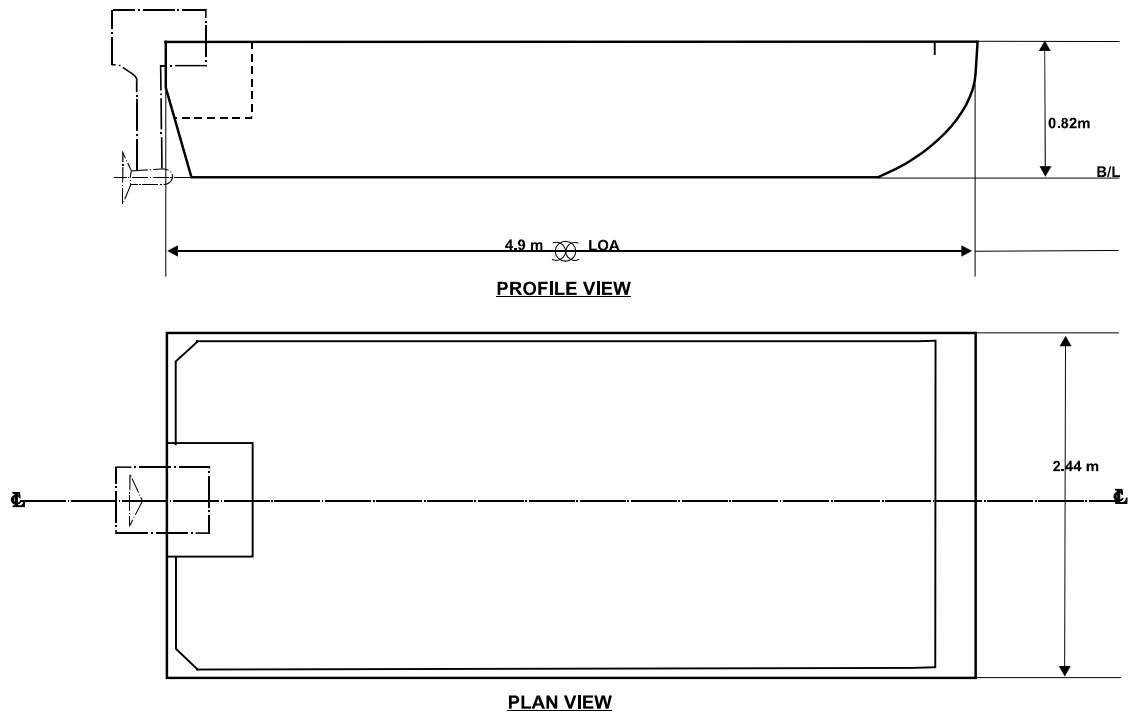 0.82m
B/L
4.9 m LOA
PROFILE VIEW
2.44 m
℄ ℄
PLAN VIEW